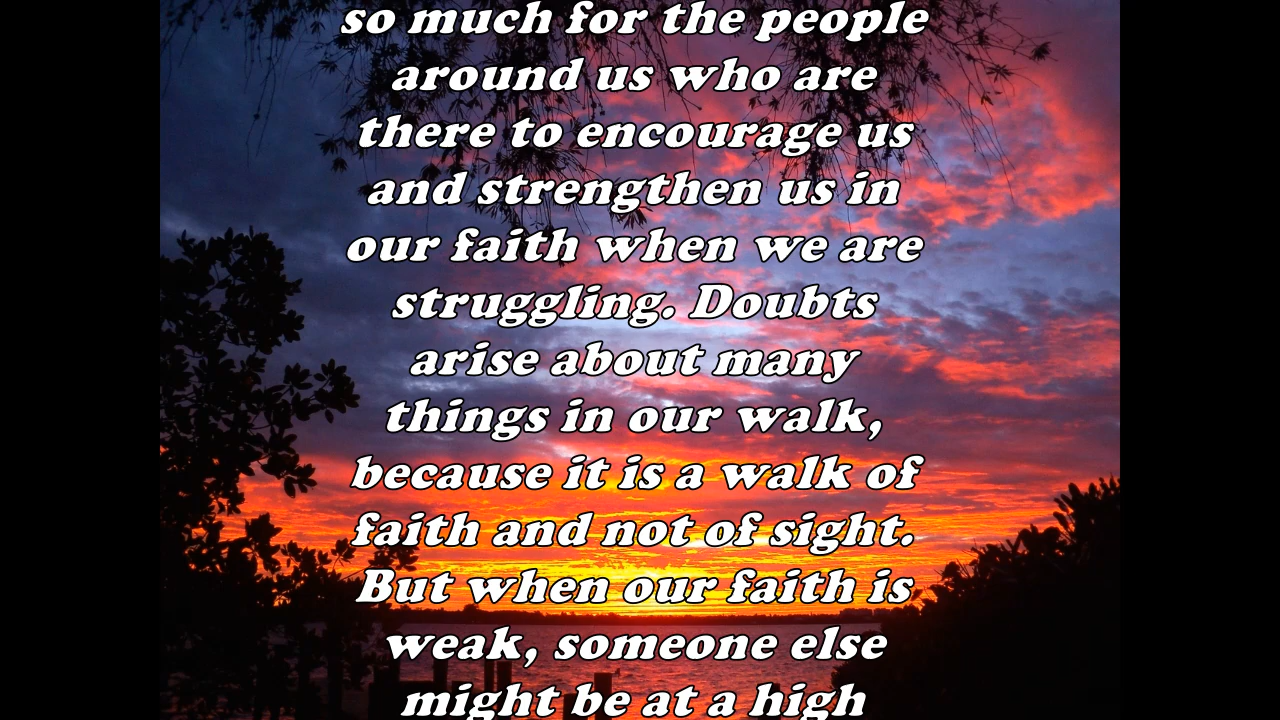 so much for the people
around us who are
there to encourage us
and strengthen us in
our faith when we are
struggling. Doubts
arise about many
things in our walk,
because it is a walk of
faith and not of sight.
But when our faith is
weak, someone else
might be at a high